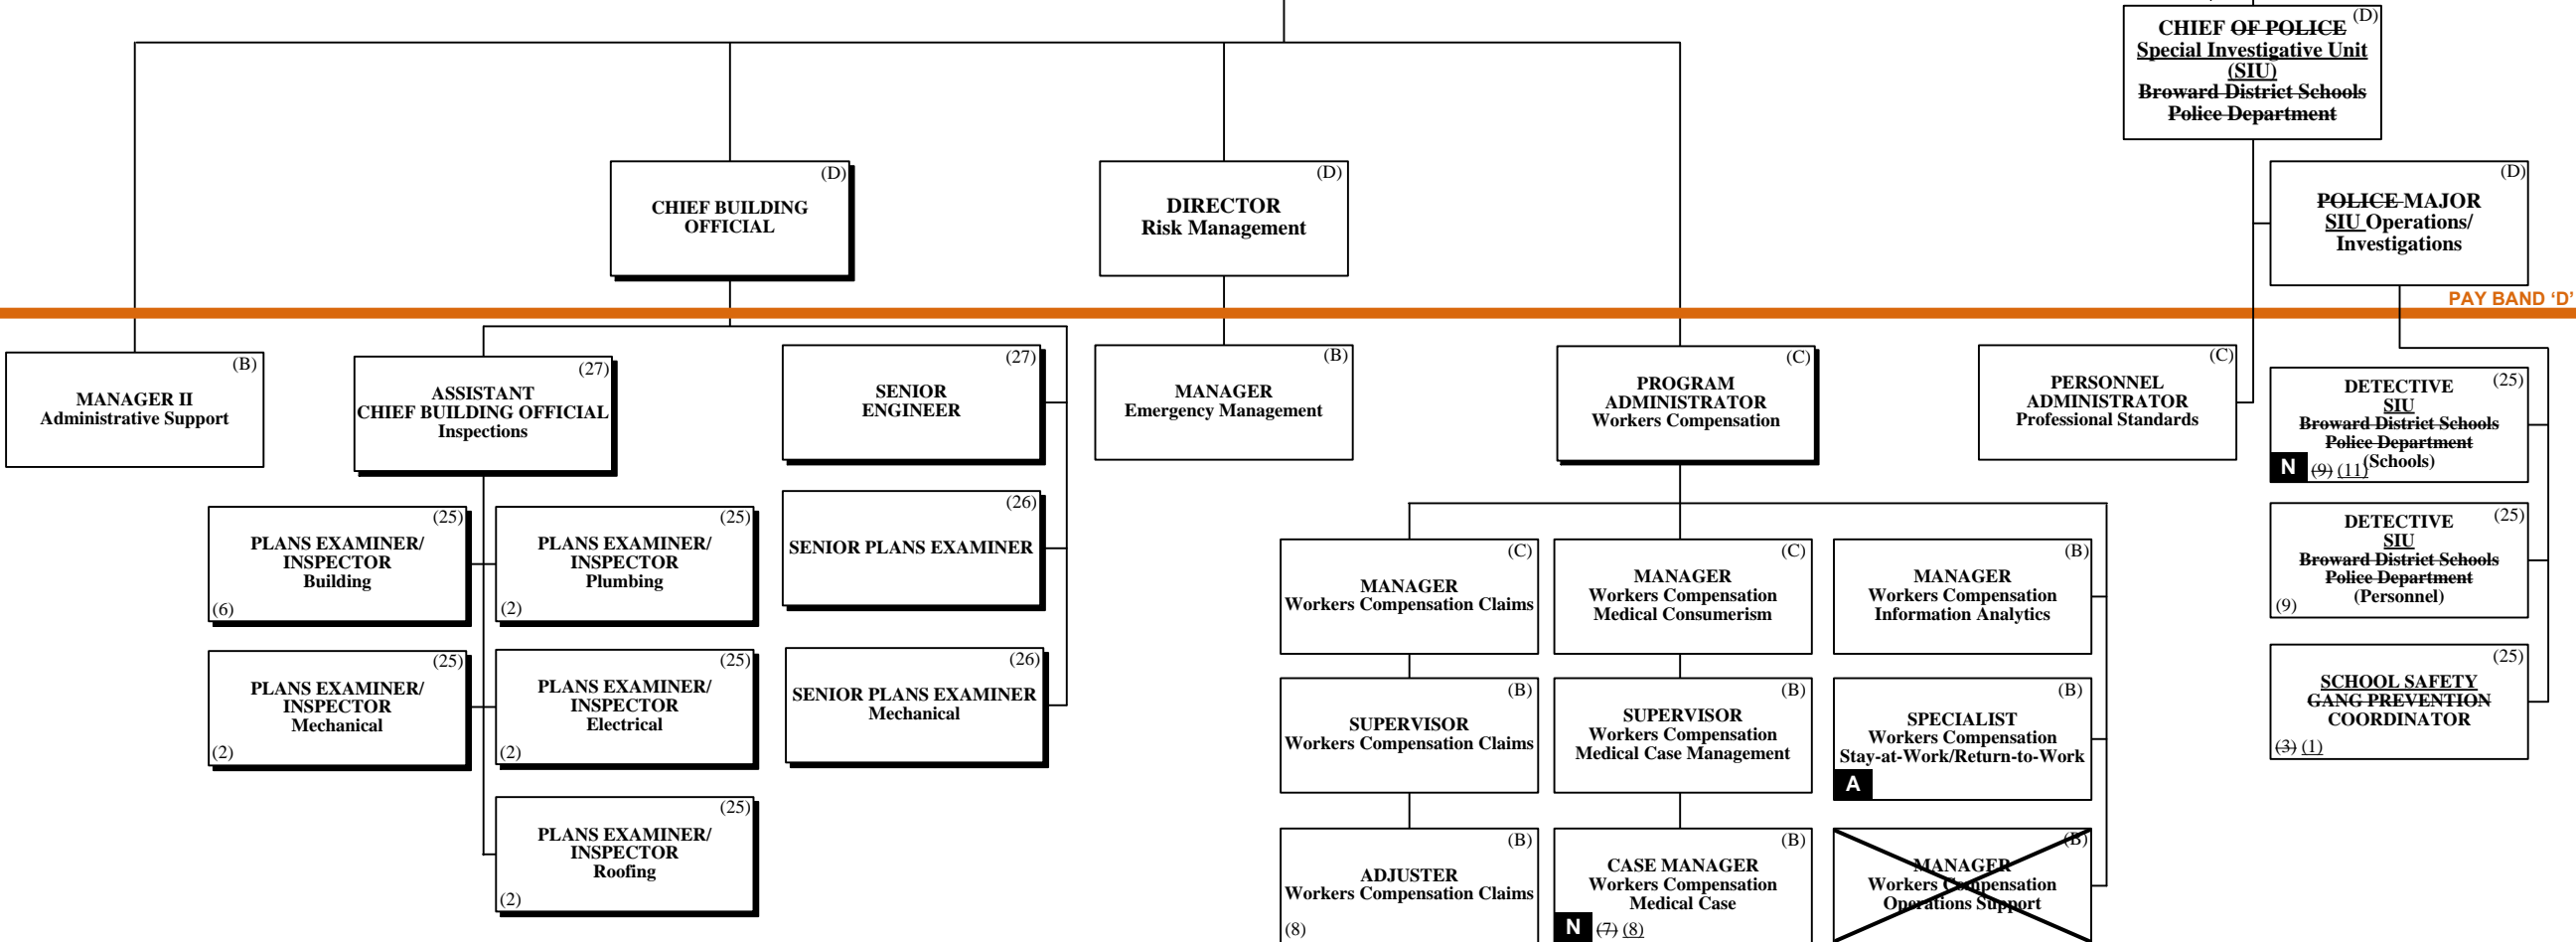 (D)
CHIEF OF POLICE
Special Investigative Unit
(SIU)
Broward District Schools
Police Department
(D)
CHIEF BUILDING
OFFICIAL
(D)
DIRECTOR
Risk Management
(D)
POLICE MAJOR
SIU Operations/
Investigations
PAY BAND ‘D’
(B)
MANAGER II
Administrative Support
(27)
ASSISTANT
CHIEF BUILDING OFFICIAL
Inspections
(27)
SENIOR
ENGINEER
(B)
MANAGER
Emergency Management
(C)
PROGRAM
ADMINISTRATOR
Workers Compensation
(C)
PERSONNEL
ADMINISTRATOR
Professional Standards
(25)
DETECTIVE
SIU
Broward District Schools
Police Department
(Schools)
N (9) (11)
(25)
PLANS EXAMINER/
INSPECTOR
Building
(6)
(25)
PLANS EXAMINER/
INSPECTOR
Plumbing
(2)
(26)
SENIOR PLANS EXAMINER
(C)
MANAGER
Workers Compensation Claims
(C)
MANAGER
Workers Compensation
Medical Consumerism
(B)
MANAGER
Workers Compensation
Information Analytics
(25)
DETECTIVE
SIU
Broward District Schools
Police Department
(Personnel)
(9)
(25)
PLANS EXAMINER/
INSPECTOR
Mechanical
(2)
(25)
PLANS EXAMINER/
INSPECTOR
Electrical
(2)
(26)
SENIOR PLANS EXAMINER
Mechanical
(B)
SUPERVISOR
Workers Compensation Claims
(B)
SUPERVISOR
Workers Compensation
Medical Case Management
(B)
SPECIALIST
Workers Compensation
Stay-at-Work/Return-to-Work
A
(25)
SCHOOL SAFETY
GANG PREVENTION
COORDINATOR
(3) (1)
(25)
PLANS EXAMINER/
INSPECTOR
Roofing
(2)
(B)
ADJUSTER
Workers Compensation Claims
(8)
(B)
CASE MANAGER
Workers Compensation
Medical Case
N (7) (8)
(B)
MANAGER
Workers Compensation
Operations Support